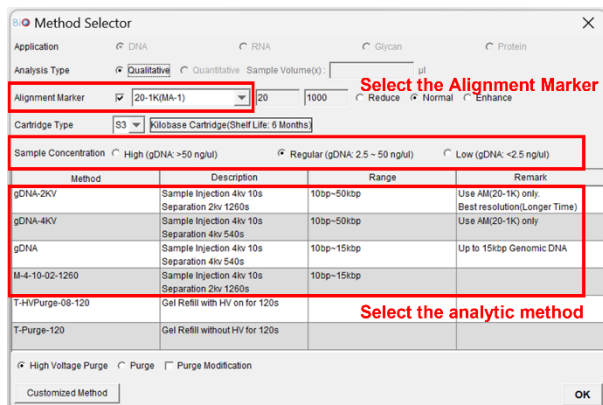 BiO Method Selector
Application DNA RNA Glycan Protein
Analysis Type Qualitative Quantitative Sample Volume(x): µl
Select the Alignment Marker
Alignment Marker 20-1K(MA-1) 20 1000 Reduce Normal Enhance
Cartridge Type S3 Kilobase Cartridge(Shelf Life: 6 Months)
Sample Concentration High (gDNA: >50 ng/ul) Regular (gDNA: 2.5 ~ 50 ng/ul) Low (gDNA: <2.5 ng/ul)
Method Description Range Remark
gDNA-2KV Sample Injection 4kv 10s 10bp~50kbp Use AM(20-1K) only.
Separation 2kv 1260s Best resolution(Longer Time)
gDNA-4KV Sample Injection 4kv 10s 10bp~50kbp Use AM(20-1K) only
Separation 4kv 540s
gDNA Sample Injection 4kv 10s 10bp~15kbp Up to 15kbp Genomic DNA
Separation 4kv 540s
M-4-10-02-1260 Sample Injection 4kv 10s 10bp~15kbp
Separation 2kv 1260s
T-HVPurge-08-120 Gel Refill with HV on for 120s
Select the analytic method
T-Purge-120 Gel Refill without HV for 120s
High Voltage Purge Purge Purge Modification
Customized Method OK